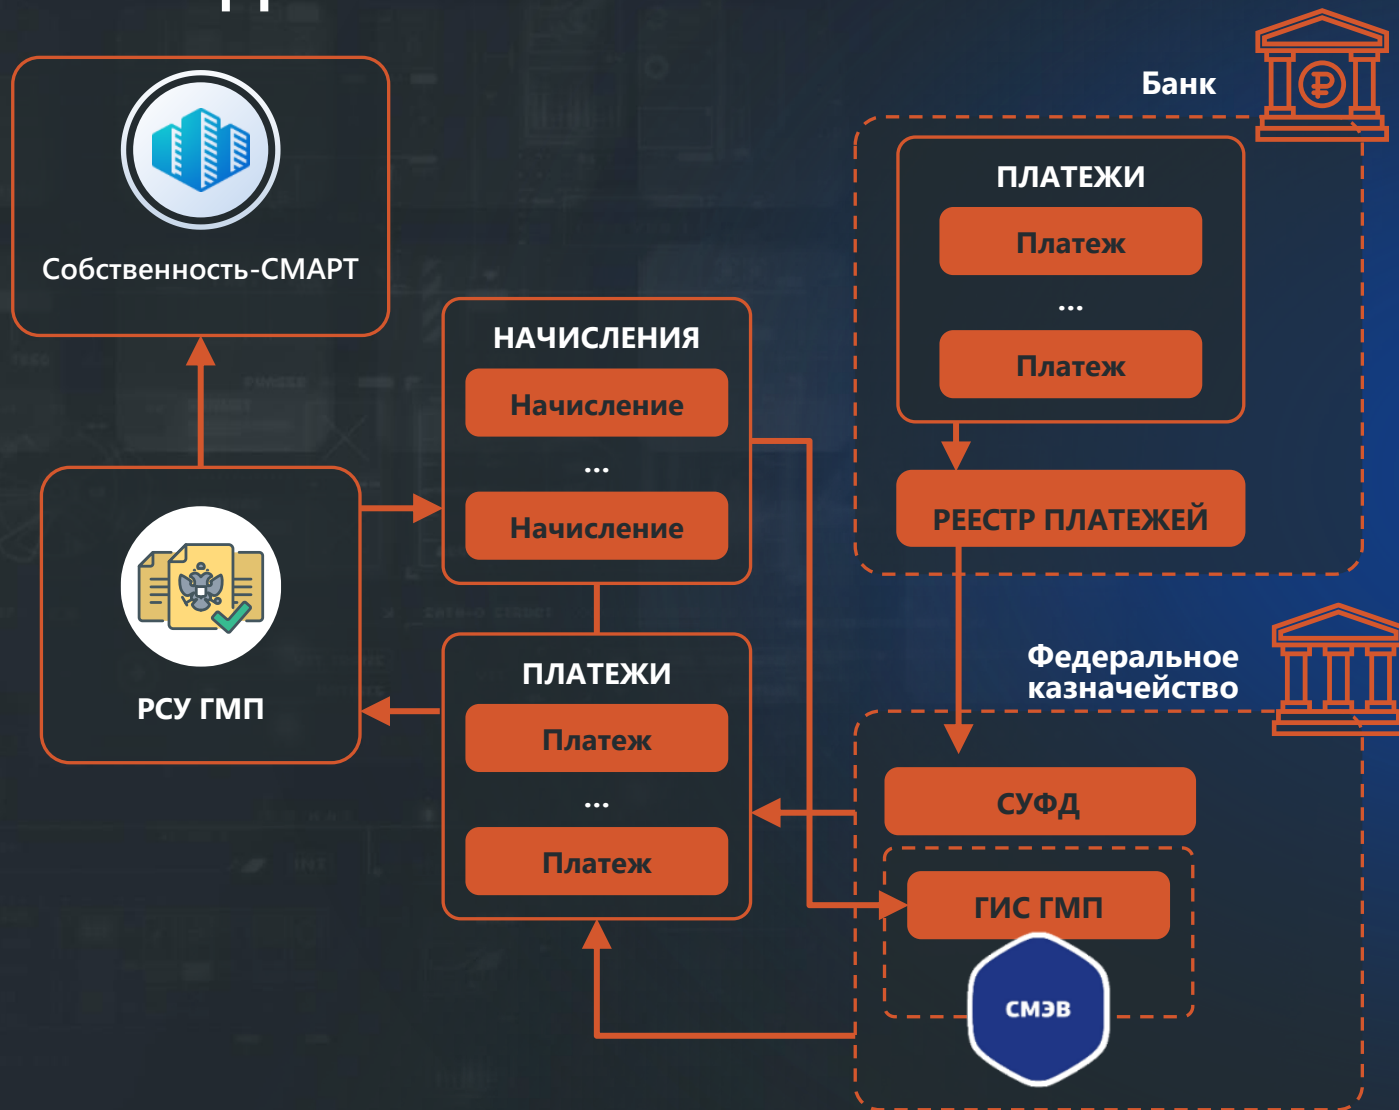 Собственность-СМАРТ
РСУ ГМП
НАЧИСЛЕНИЯ
Начисление
...
Начисление
ПЛАТЕЖИ
Платеж
...
Платеж
Банк
ПЛАТЕЖИ
Платеж
...
Платеж
РЕЕСТР ПЛАТЕЖЕЙ
Федеральное
казначейство
СУФД
ГИС ГМП
СМЭВ